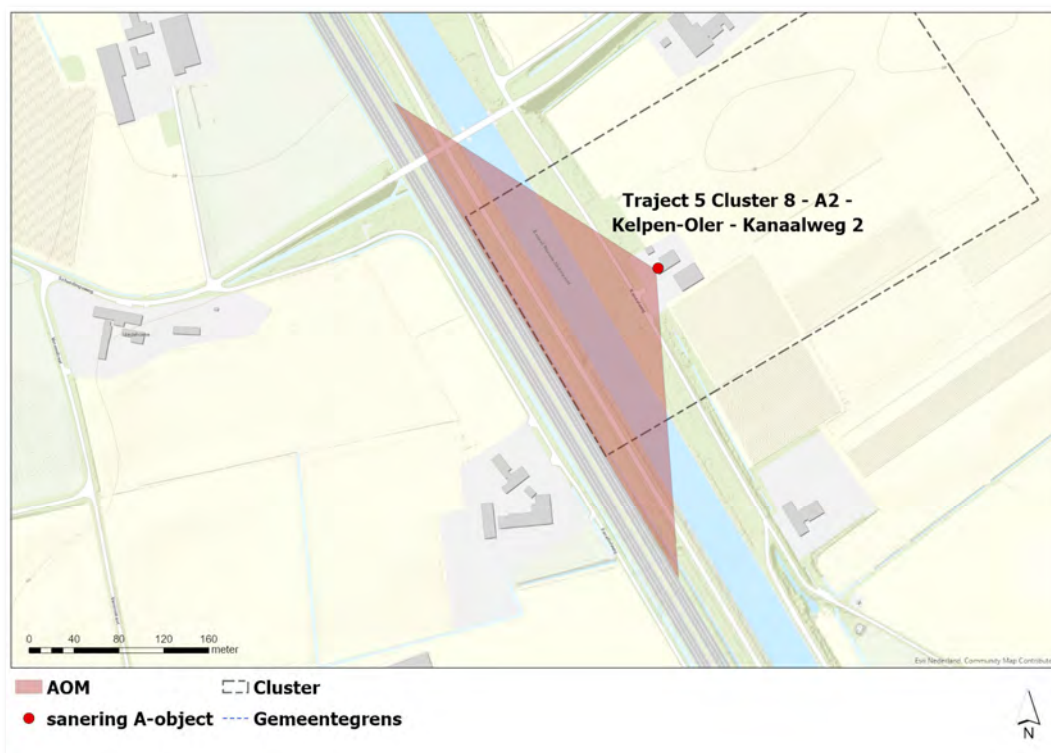 Traject 5 Cluster 8 - A2 -
Kelpen-Oler - Kanaalweg 2
0 40 80 120 160
meter
Esri Nederland, Community Map Contribute
AOM
Cluster
sanering A-object
Gemeentegrens
N